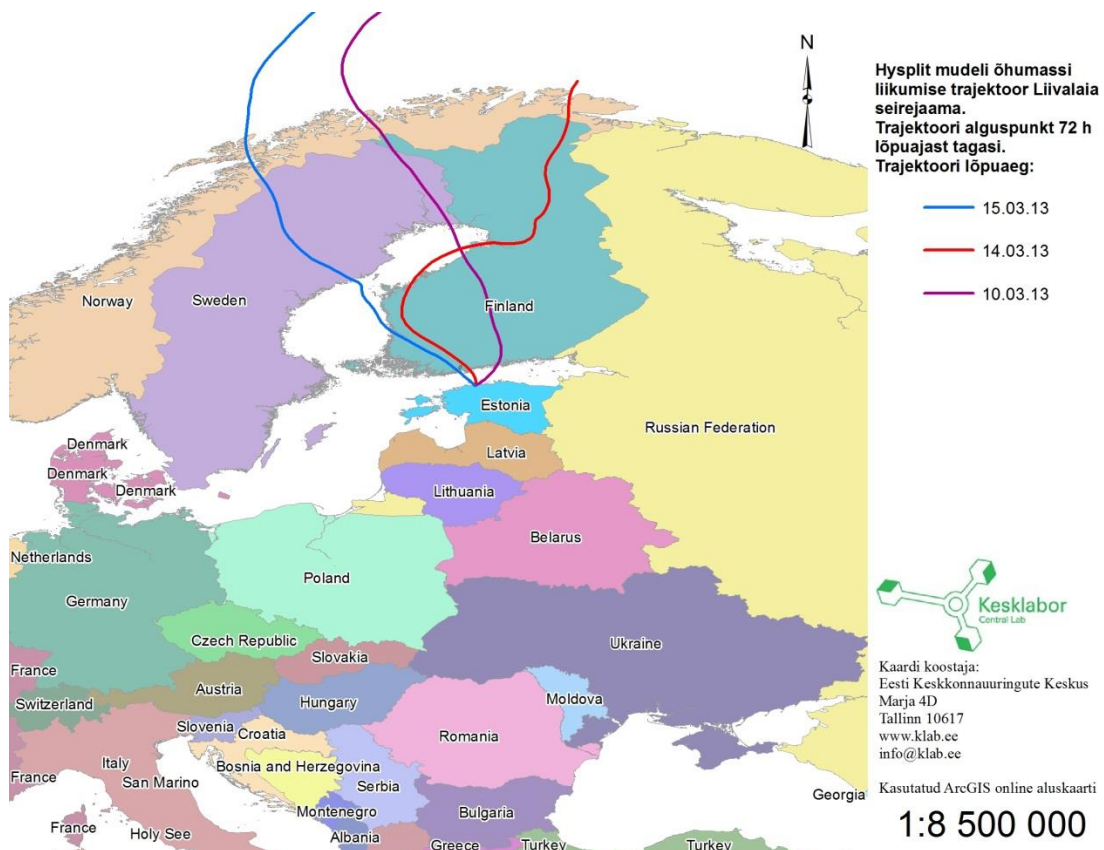 N
Hysplit mudeli õhumassi
liikumise trajektoor Liivalaia
seirejaama.
Trajektoori alguspunkt 72 h
lõpuajast tagasi.
Trajektoori lõpuaeg:
15.03.13
14.03.13
10.03.13
Norway
Sweden
Finland
Estonia
Russian Federation
Denmark
Latvia
Denmark
Denmark
Lithuania
Belarus
Netherlands
Poland
Germany
Czech Republic
Ukraine
Slovakia
France
Austria
Switzerland
Hungary
Moldova
Slovenia
Croatia
Romania
Italy
Bosnia and Herzegovina
San Marino
Serbia
France
Georgia
Montenegro
Bulgaria
France
Holy See
Albania
Greece
Turkey
Turkey
Kesklabor
Central Lab
Kaardi koostaja:
Eesti Keskkonnauuringute Keskus
Marja 4D
Tallinn 10617
www.klab.ee
info@klab.ee
Kasutatud ArcGIS online aluskaarti
1:8 500 000